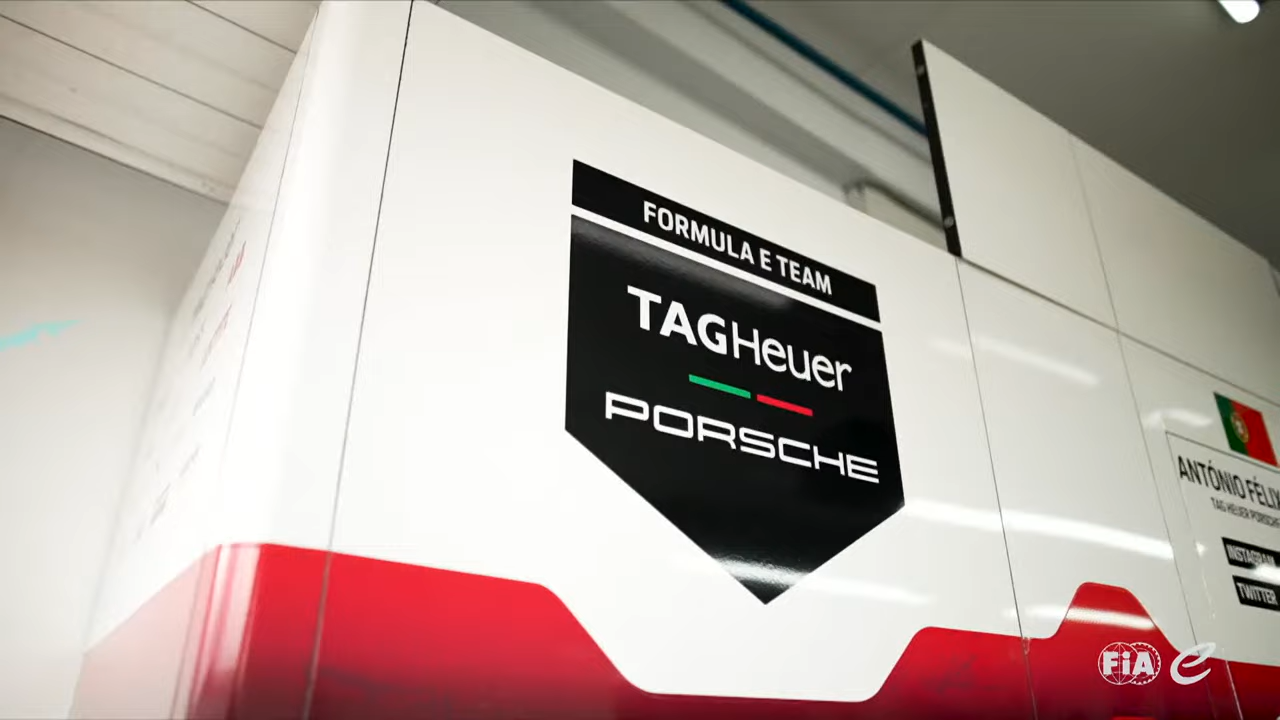 FORMULA E TEAM
TAGHeuer
PORSCHE
ANTÓNIO FÉLIX
TAG HEUER PORSCHE
INSTAGRAM
TWITTER
FiA e